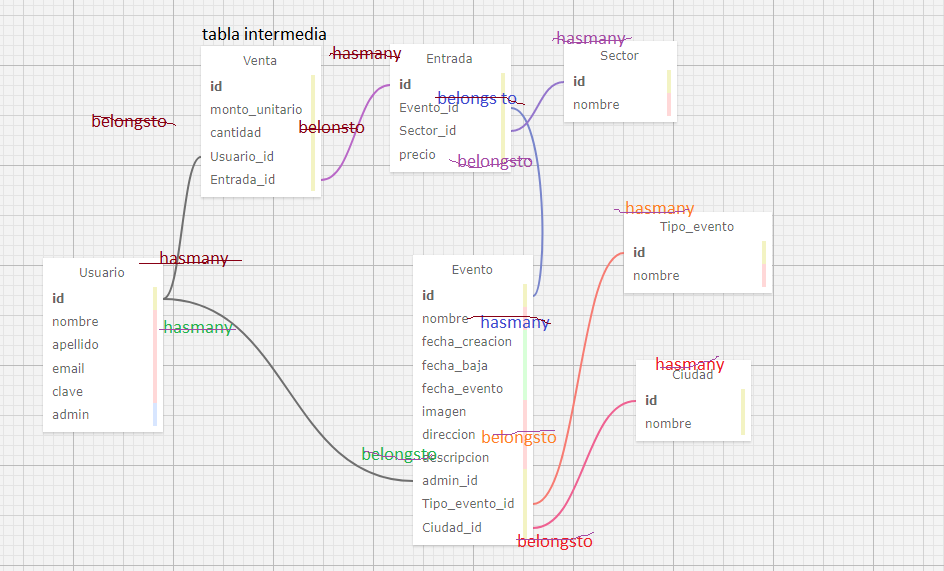 tabla intermedia
Venta
id
monto_unitario
cantidad
Usuario_id
Entrada_id
belongsto
belonsto
hasmany
Entrada
id
Evento_id
belongs to
Sector_id
precio
belongsto
hasmany
Sector
id
nombre
hasmany
Tipo_evento
id
nombre
hasmany
Usuario
id
nombre
apellido
email
clave
admin
hasmany
Evento
id
nombre
hasmany
fecha_creacion
fecha_baja
fecha_evento
imagen
direccion
belongsto
belongsto
descripcion
admin_id
Tipo_evento_id
Ciudad_id
belongsto
hasmany
Ciudad
id
nombre